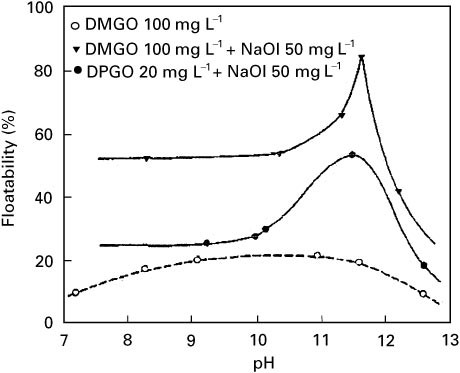 100
DMGO 100 mg L⁻¹
DMGO 100 mg L⁻¹ + NaOl 50 mg L⁻¹
DPGO 20 mg L⁻¹ + NaOl 50 mg L⁻¹
80
60
40
20
0
Floatability (%)
7 8 9 10 11 12 13
pH